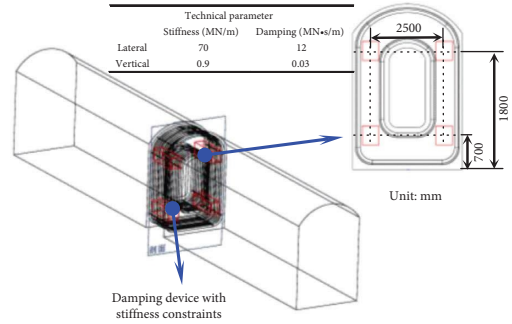 Technical parameter
Stiffness (MN/m) Damping (MN•s/m)
Lateral 70 12
Vertical 0.9 0.03
2500
1800
700
Unit: mm
Damping device with
stiffness constraints